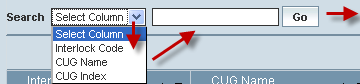 Search Select Column Go
Select Column
Interlock Code
CUG Name
CUG Index
CUG Name